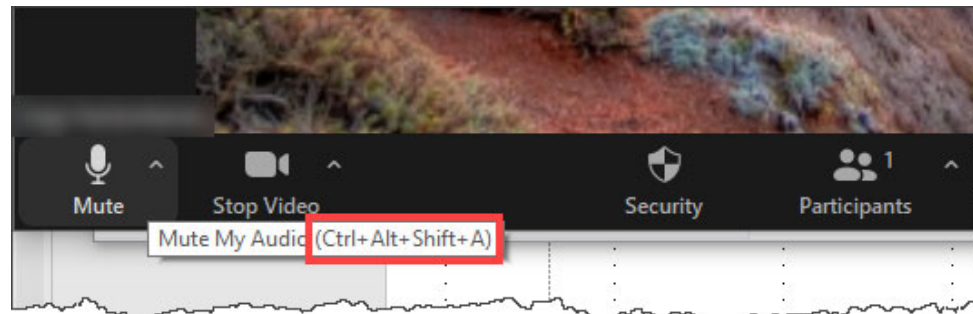 1
Mute
Stop Video
Security
Participants
Mute My Audio (Ctrl+Alt+Shift+A)